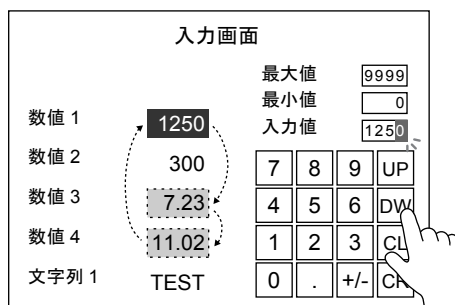 入力画面
最大値 9999
最小値 0
入力値 1250
数値 1 1250
数値 2 300
数値 3 7.23
数値 4 11.02
文字列 1 TEST
7 8 9 UP
4 5 6 DW
1 2 3 CL
0 . +/- CR